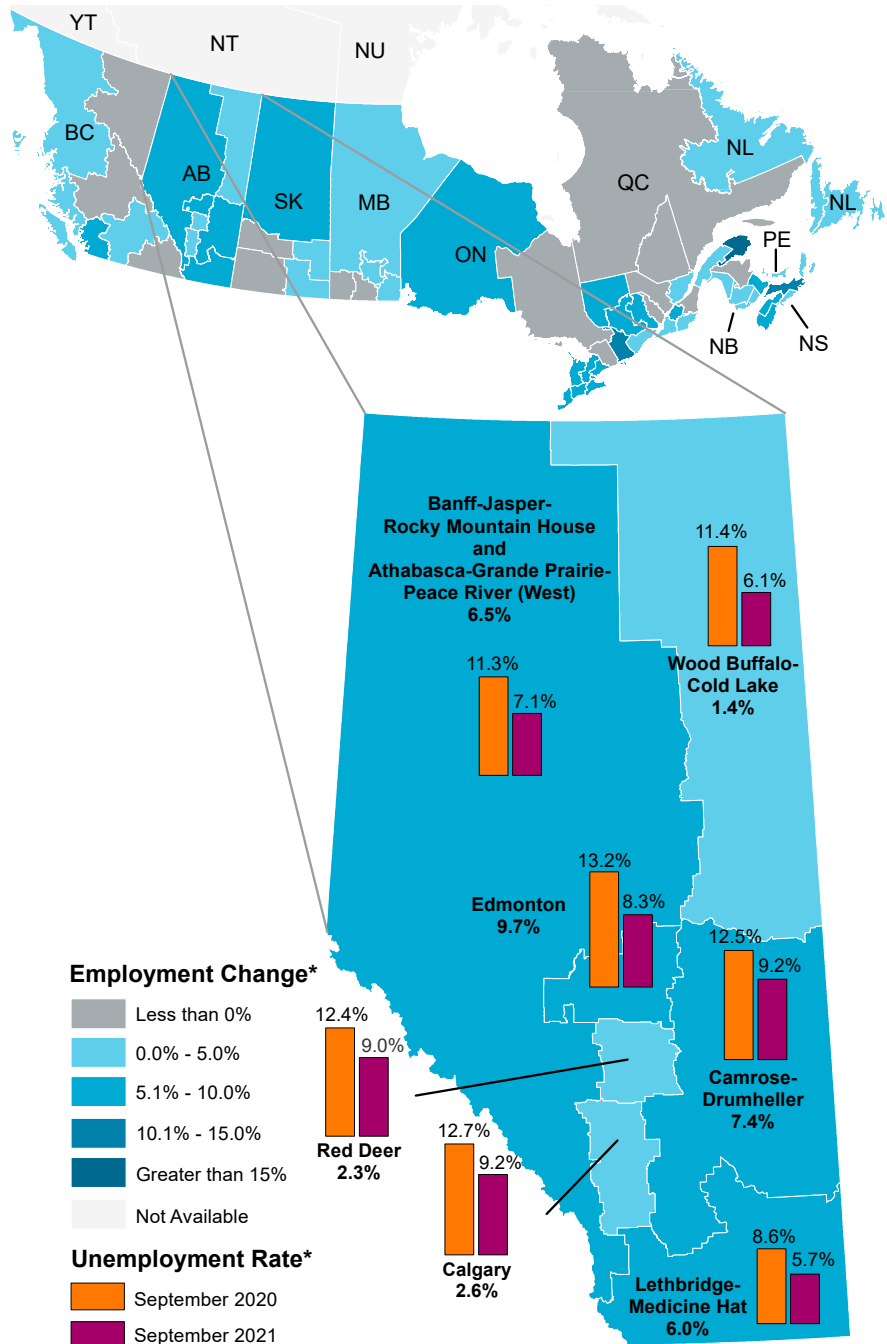 YT
NT
NU
BC
AB
SK
MB
ON
QC
NL
NL
PE
NB
NS
Banff-Jasper-
Rocky Mountain House
and
Athabasca-Grande Prairie-
Peace River (West)
6.5%
11.3%
7.1%
11.4%
6.1%
Wood Buffalo-
Cold Lake
1.4%
13.2%
8.3%
Edmonton
9.7%
12.5%
9.2%
Camrose-
Drumheller
7.4%
12.4%
9.0%
Red Deer
2.3%
12.7%
9.2%
Calgary
2.6%
8.6%
5.7%
Lethbridge-
Medicine Hat
6.0%
Employment Change*
Less than 0%
0.0% - 5.0%
5.1% - 10.0%
10.1% - 15.0%
Greater than 15%
Not Available
Unemployment Rate*
September 2020
September 2021